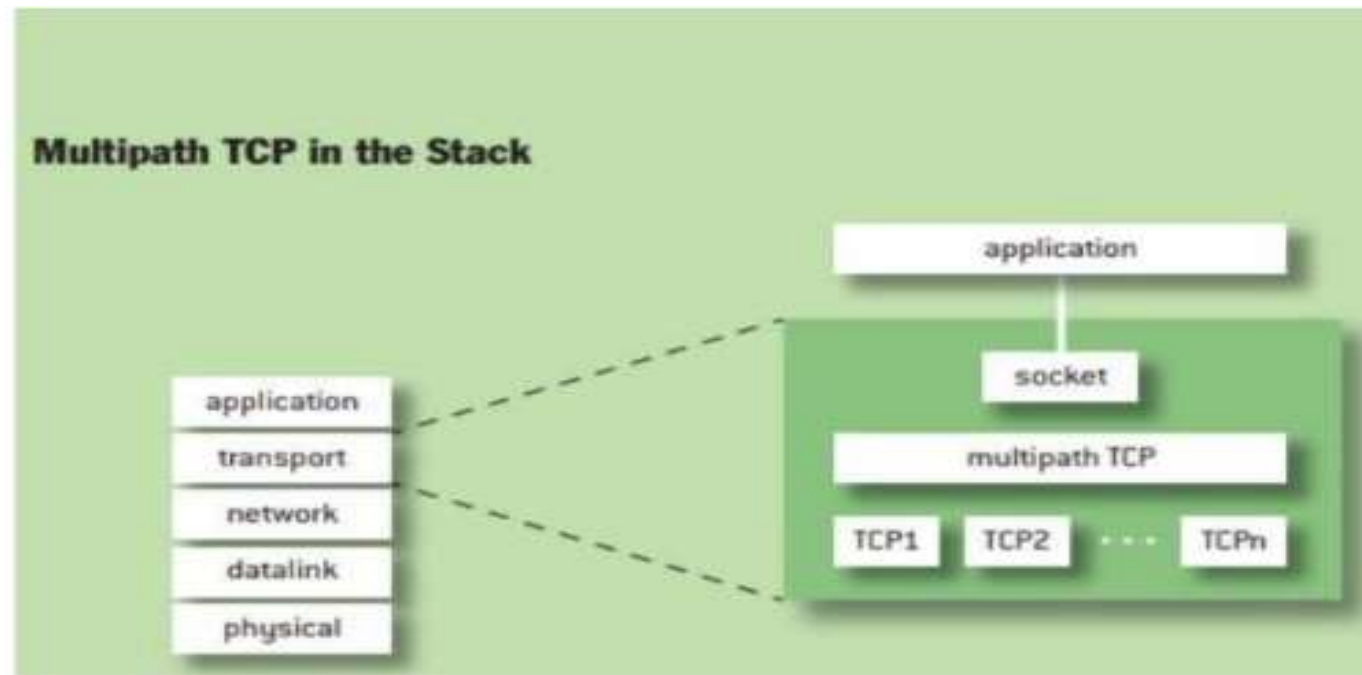 Multipath TCP in the Stack
application
transport
network
datalink
physical
application
socket
multipath TCP
TCP1 TCP2 ... TCPn